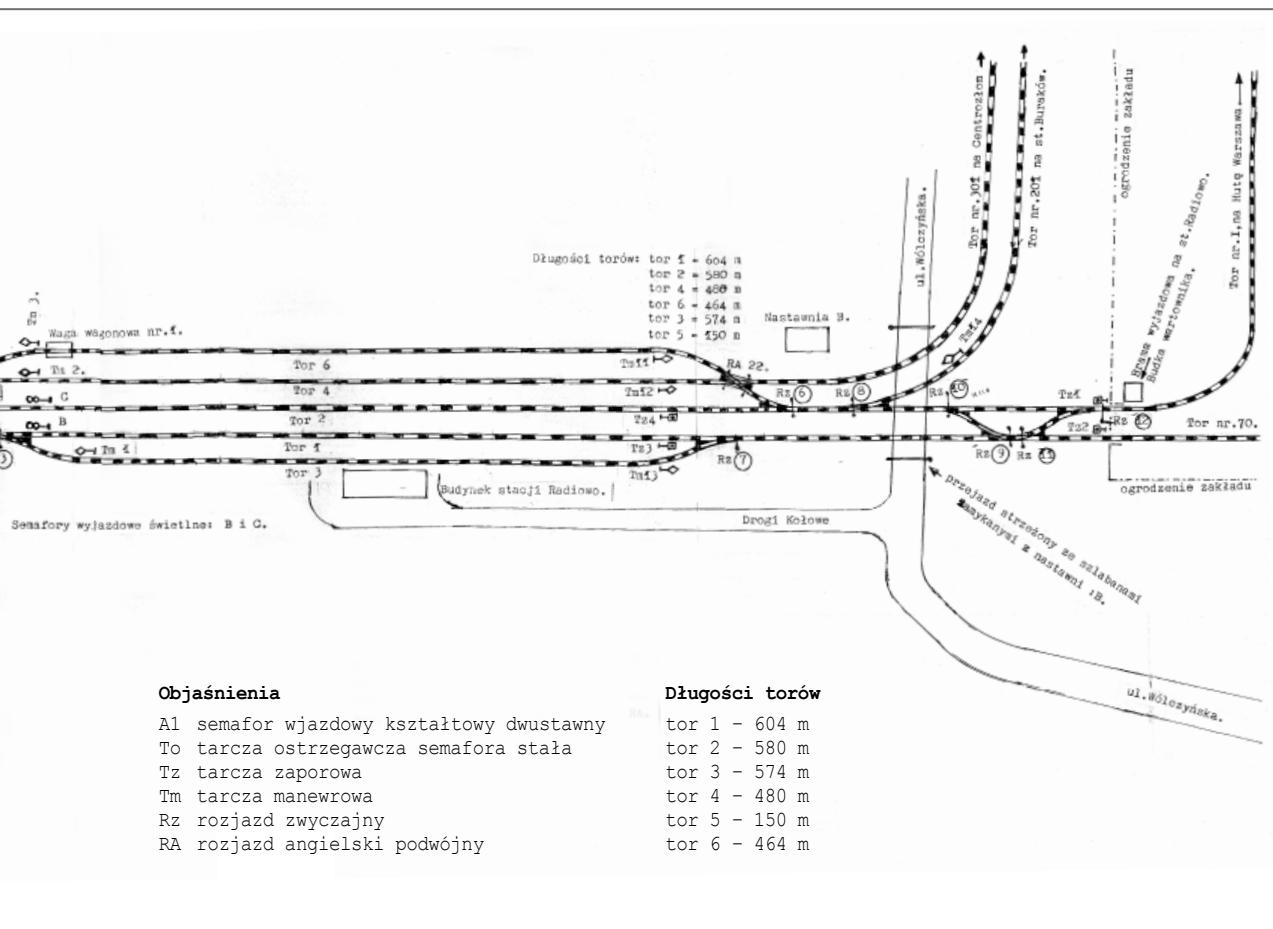 Tor nr.301 na Centrozłom
Tor nr.201 na st.Buraków.
ogrodzenie zakładu
Tor nr.I,na Hutę Warszawa
Brama wyjazdowa na st.Radiowo.
Budka wartownika.
ul.Wólczyńska.
Długości torów: tor 1 - 604 m
tor 2 - 580 m
tor 4 - 480 m
tor 6 - 464 m
tor 3 - 574 m
tor 5 - 150 m
Nastawnia B.
Tm 3.
Waga wagonowa nr.1.
Tm 2.
Tor 6
Tm11
RA 22.
Tm14
Tor 4
Tm12
Rz 6
Rz 8
Rz 10
Tz1
C
Tor 2
Tz4
Tz2
Rz 12
Tor nr.70.
B
Tm 1
Tor 1
Tz3
Rz 7
Rz 9
Rz 11
Tor 3
Tm13
Budynek stacji Radiowo.
ogrodzenie zakładu
Semafory wyjazdowe świetlne: B i C.
Drogi Kołowe
przejazd strzeżony ze szlabanami
zamykanymi z nastawni :B.
ul.Wólczyńska.
Objaśnienia
A1 semafor wjazdowy kształtowy dwustawny
To tarcza ostrzegawcza semafora stała
Tz tarcza zaporowa
Tm tarcza manewrowa
Rz rozjazd zwyczajny
RA rozjazd angielski podwójny
Długości torów
tor 1 – 604 m
tor 2 – 580 m
tor 3 – 574 m
tor 4 – 480 m
tor 5 – 150 m
tor 6 – 464 m